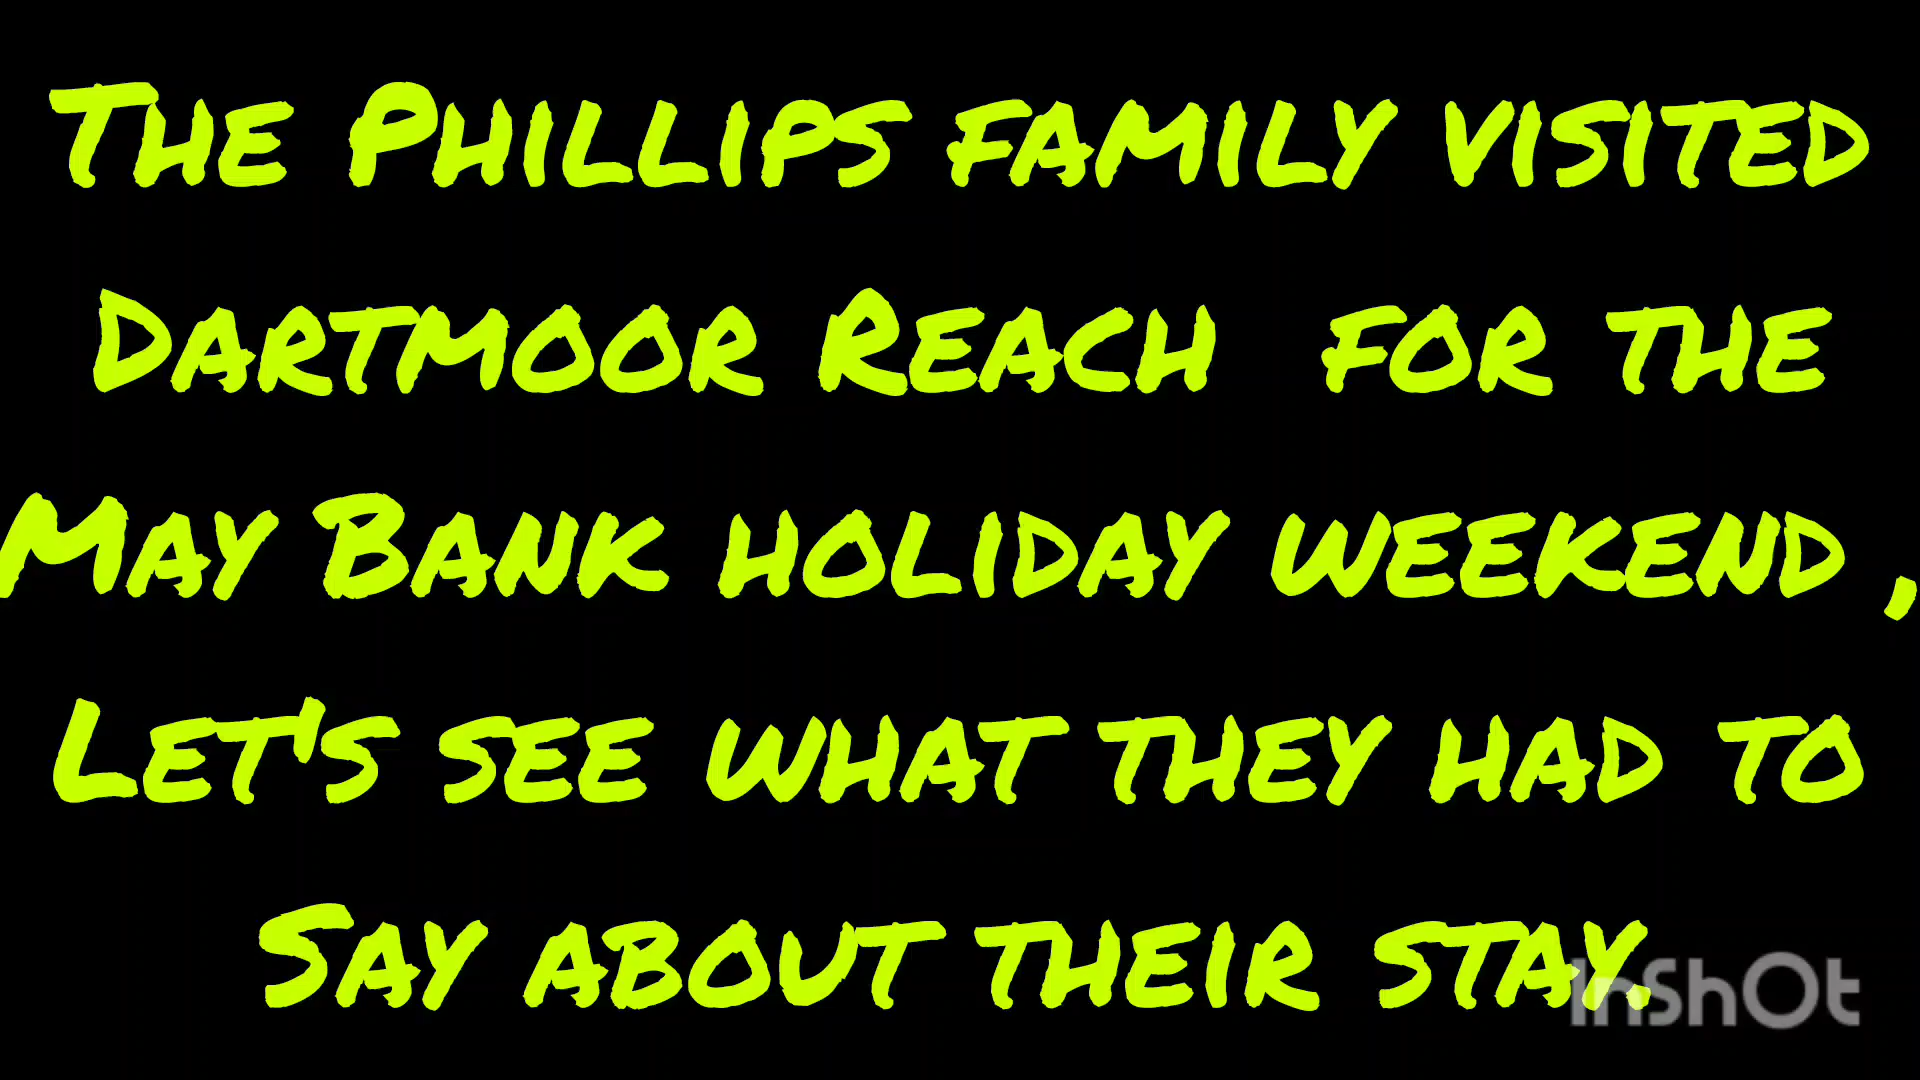 The Phillips family visited
Dartmoor Reach  for the
May Bank holiday weekend ,
Let's see what they had to
Say about their stay.
InShOt